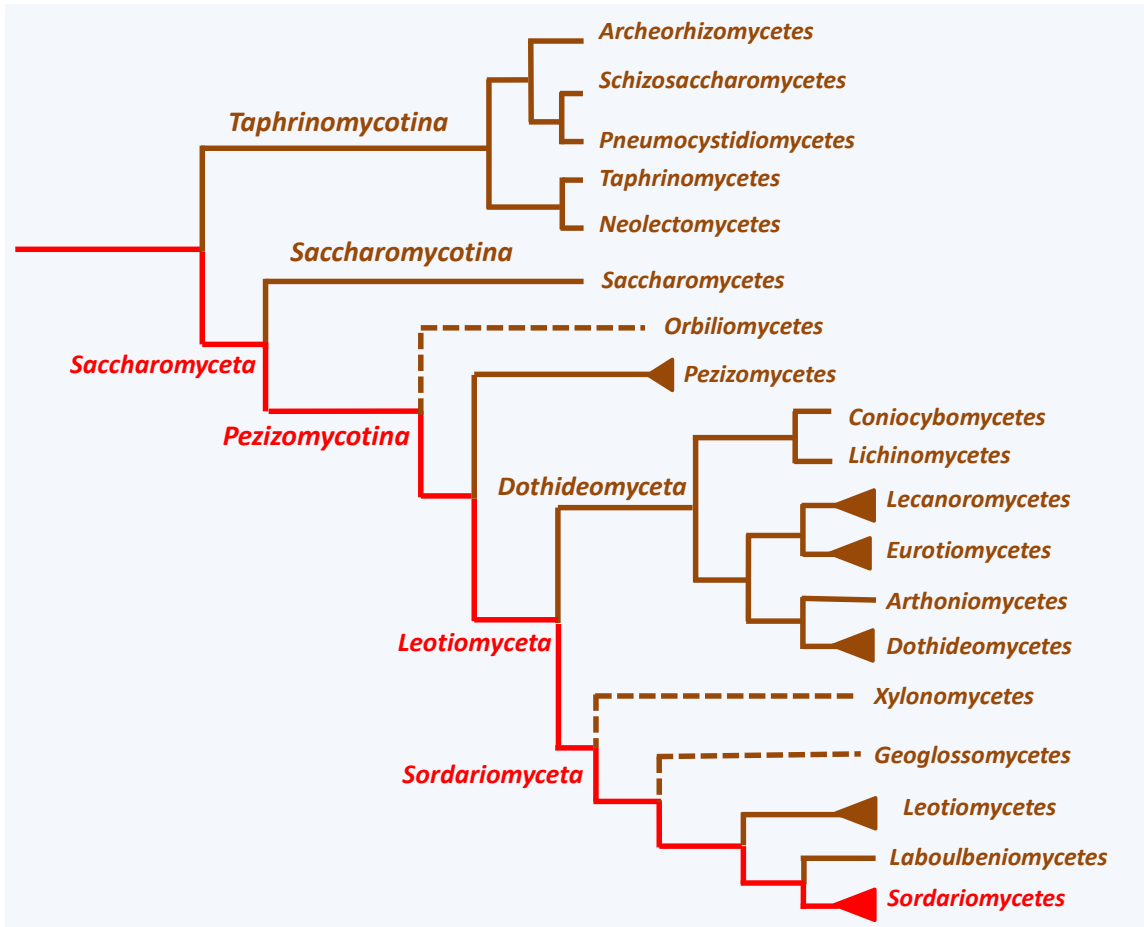 Archeorhizomycetes
Schizosaccharomycetes
Taphrinomycotina
Pneumocystidiomycetes
Taphrinomycetes
Neolectomycetes
Saccharomycotina
Saccharomycetes
Orbiliomycetes
Saccharomyceta
Pezizomycetes
Coniocybomycetes
Pezizomycotina
Lichinomycetes
Dothideomyceta
Lecanoromycetes
Eurotiomycetes
Arthoniomycetes
Leotiomyceta
Dothideomycetes
Xylonomycetes
Geoglossomycetes
Sordariomyceta
Leotiomycetes
Laboulbeniomycetes
Sordariomycetes